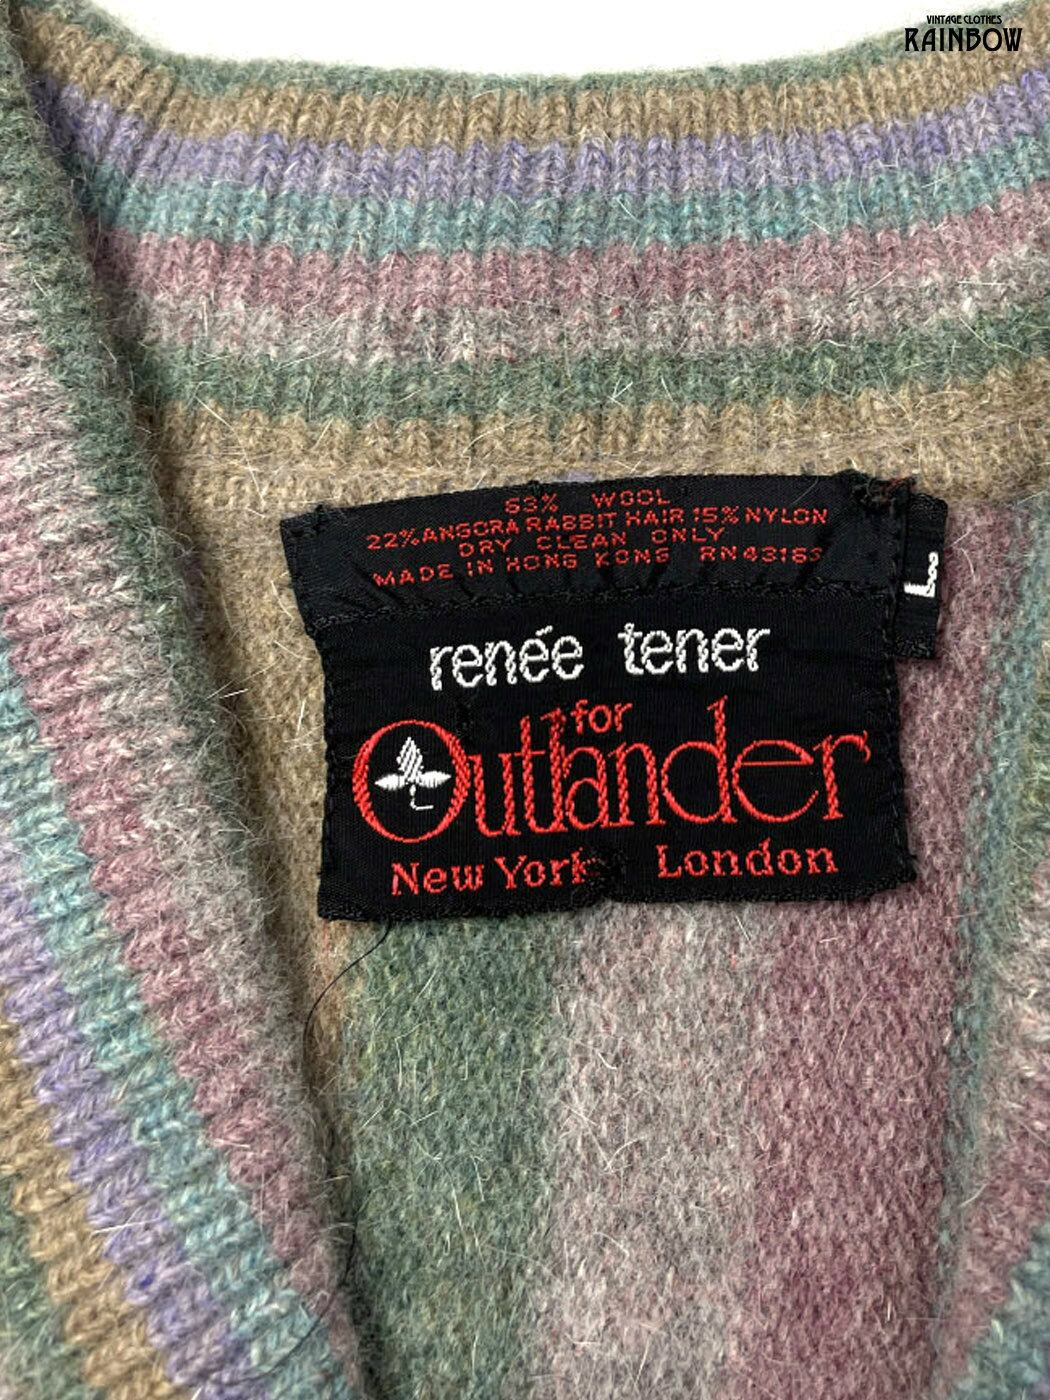 VINTAGE CLOTHES
RAINBOW
63% WOOL
22% ANGORA RABBIT HAIR 15% NYLON
DRY CLEAN ONLY
MADE IN HONG KONG RN43163
L
renée tener
for
Outlander
New York London